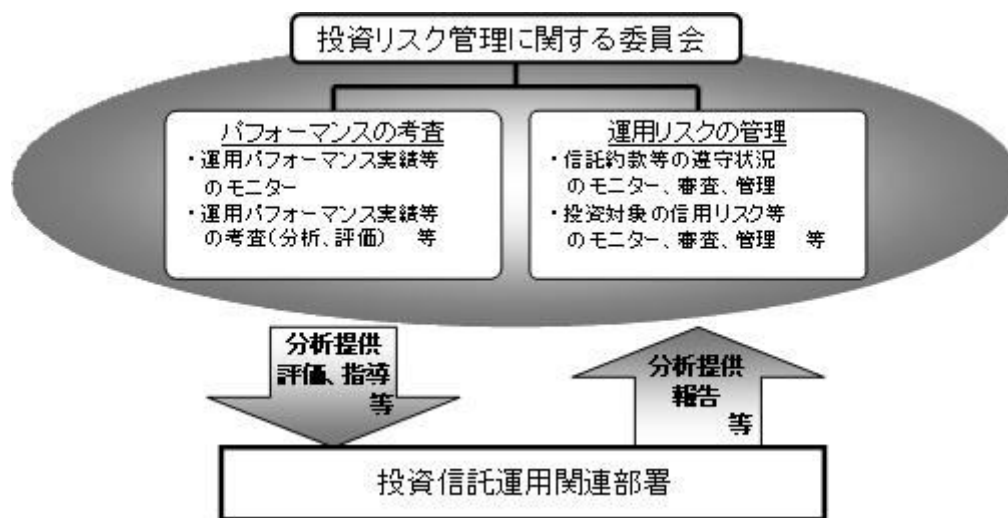 投資リスク管理に関する委員会
パフォーマンスの考査
・運用パフォーマンス実績等
のモニター
・運用パフォーマンス実績等
の考査(分析、評価) 等
運用リスクの管理
・信託約款等の遵守状況
のモニター、審査、管理
・投資対象の信用リスク等
のモニター、審査、管理 等
分析提供
評価、指導
等
分析提供
報告
等
投資信託運用関連部署